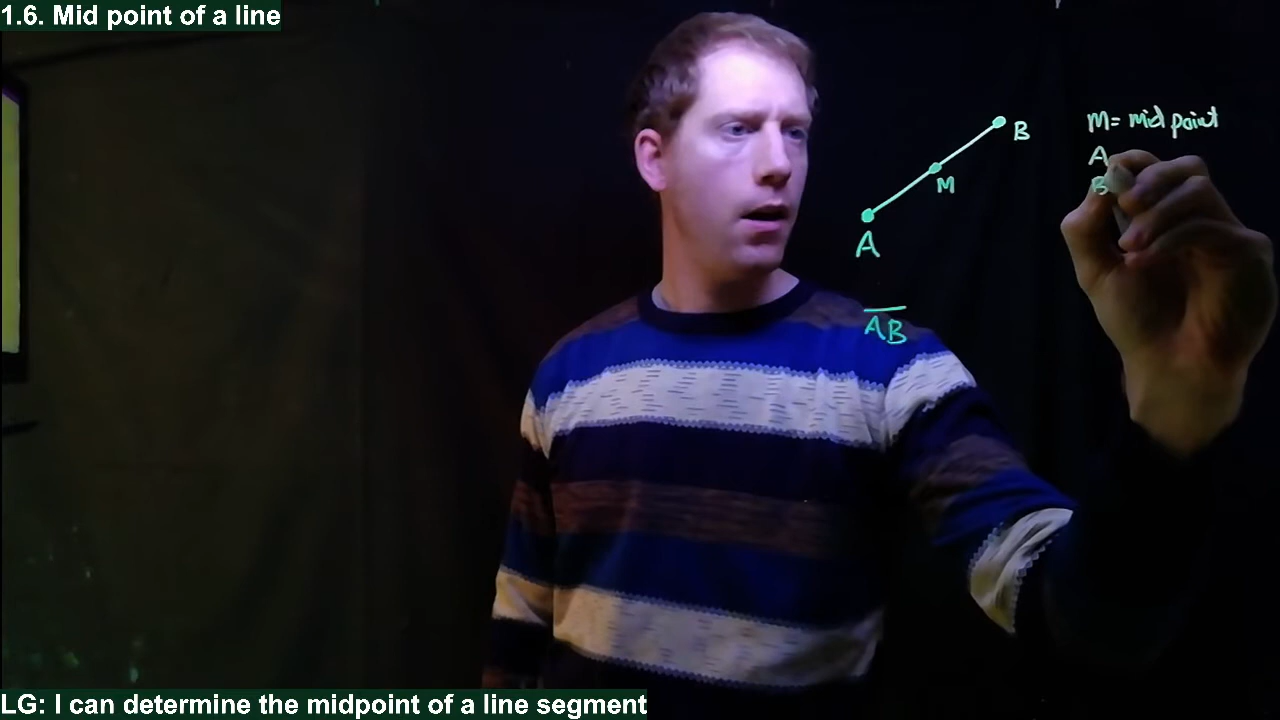 1.6. Mid point of a line
B
M
A
AB
M= mid point
A
B
LG: I can determine the midpoint of a line segment